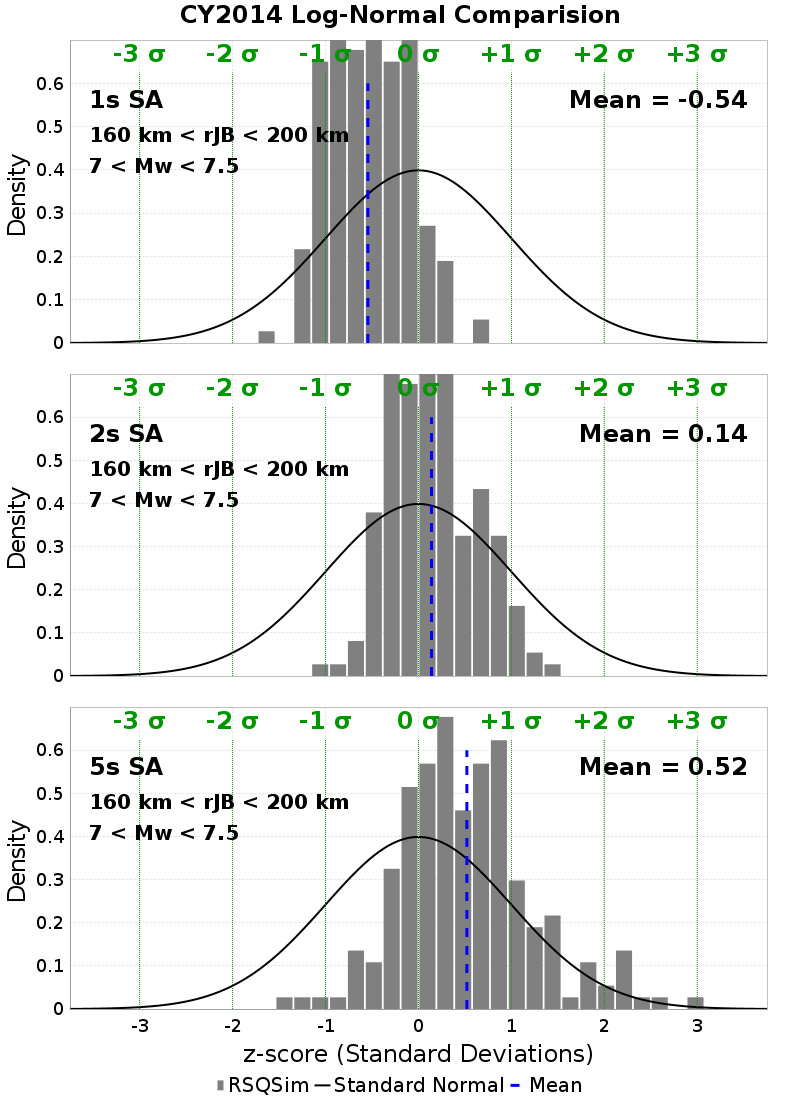 CY2014 Log-Normal Comparision
-3 σ -2 σ -1 σ 0 σ +1 σ +2 σ +3 σ
0.6
0.5
0.4
0.3
0.2
0.1
0
Density
1s SA
Mean = -0.54
160 km < rJB < 200 km
7 < Mw < 7.5
-3 σ -2 σ -1 σ 0 σ +1 σ +2 σ +3 σ
0.6
0.5
0.4
0.3
0.2
0.1
0
Density
2s SA
Mean = 0.14
160 km < rJB < 200 km
7 < Mw < 7.5
-3 σ -2 σ -1 σ 0 σ +1 σ +2 σ +3 σ
0.6
0.5
0.4
0.3
0.2
0.1
0
Density
5s SA
Mean = 0.52
160 km < rJB < 200 km
7 < Mw < 7.5
-3 -2 -1 0 1 2 3
z-score (Standard Deviations)
RSQSim Standard Normal Mean